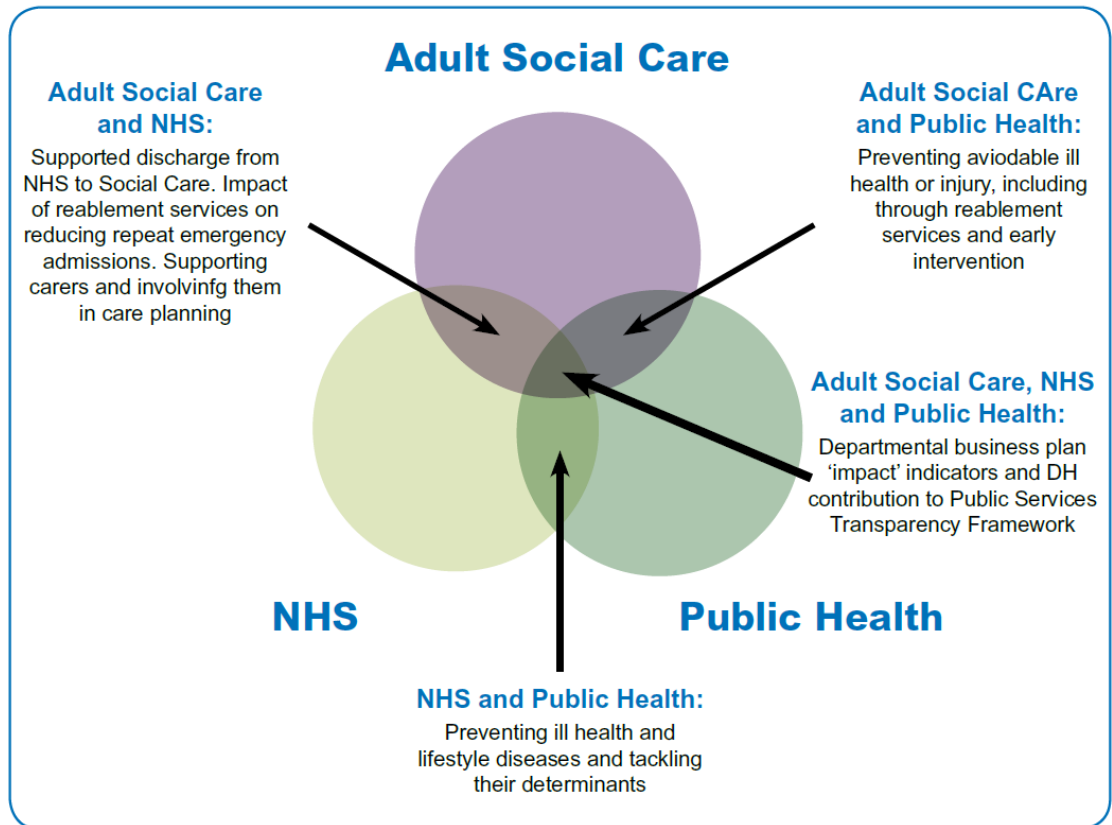 Adult Social Care
Adult Social Care
and NHS:
Supported discharge from
NHS to Social Care. Impact
of reablement services on
reducing repeat emergency
admissions. Supporting
carers and involvinfg them
in care planning
Adult Social CAre
and Public Health:
Preventing aviodable ill
health or injury, including
through reablement
services and early
intervention
Adult Social Care, NHS
and Public Health:
Departmental business plan
‘impact’ indicators and DH
contribution to Public Services
Transparency Framework
NHS
Public Health
NHS and Public Health:
Preventing ill health and
lifestyle diseases and tackling
their determinants